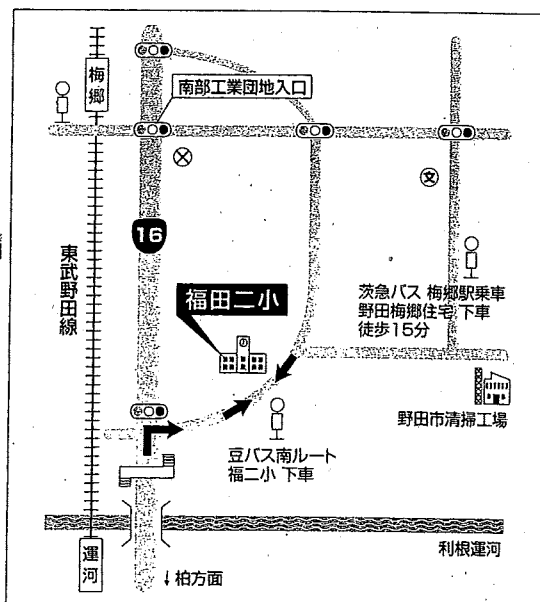 梅郷
南部工業団地入口
16
東武野田線
文
福田二小
茨急バス 梅郷駅乗車
野田梅郷住宅 下車
徒歩15分
野田市清掃工場
豆バス南ルート
福二小 下車
運河
利根運河
↓柏方面